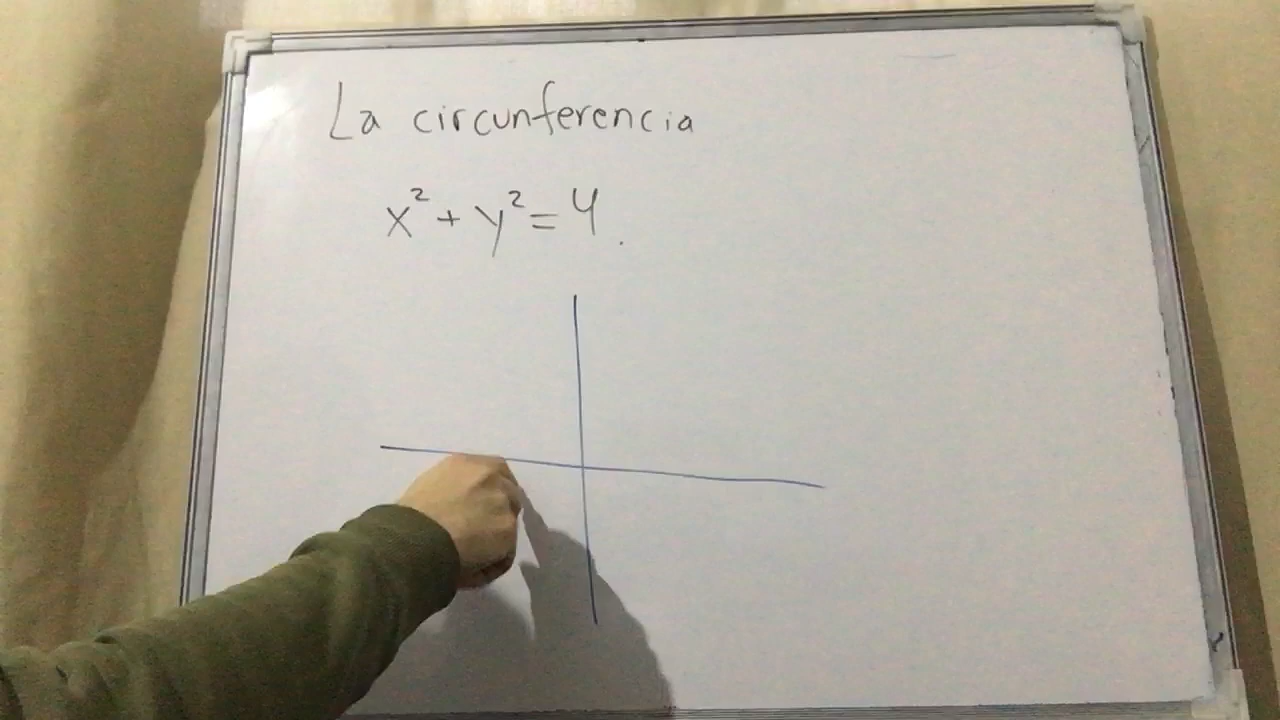 La circunferencia
x² + y² = 4.